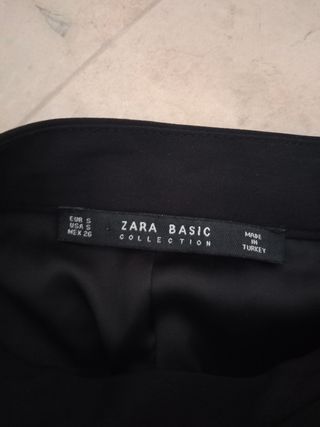 EUR S
USA S
MEX 26
ZARA BASIC
COLLECTION
MADE
IN
TURKEY